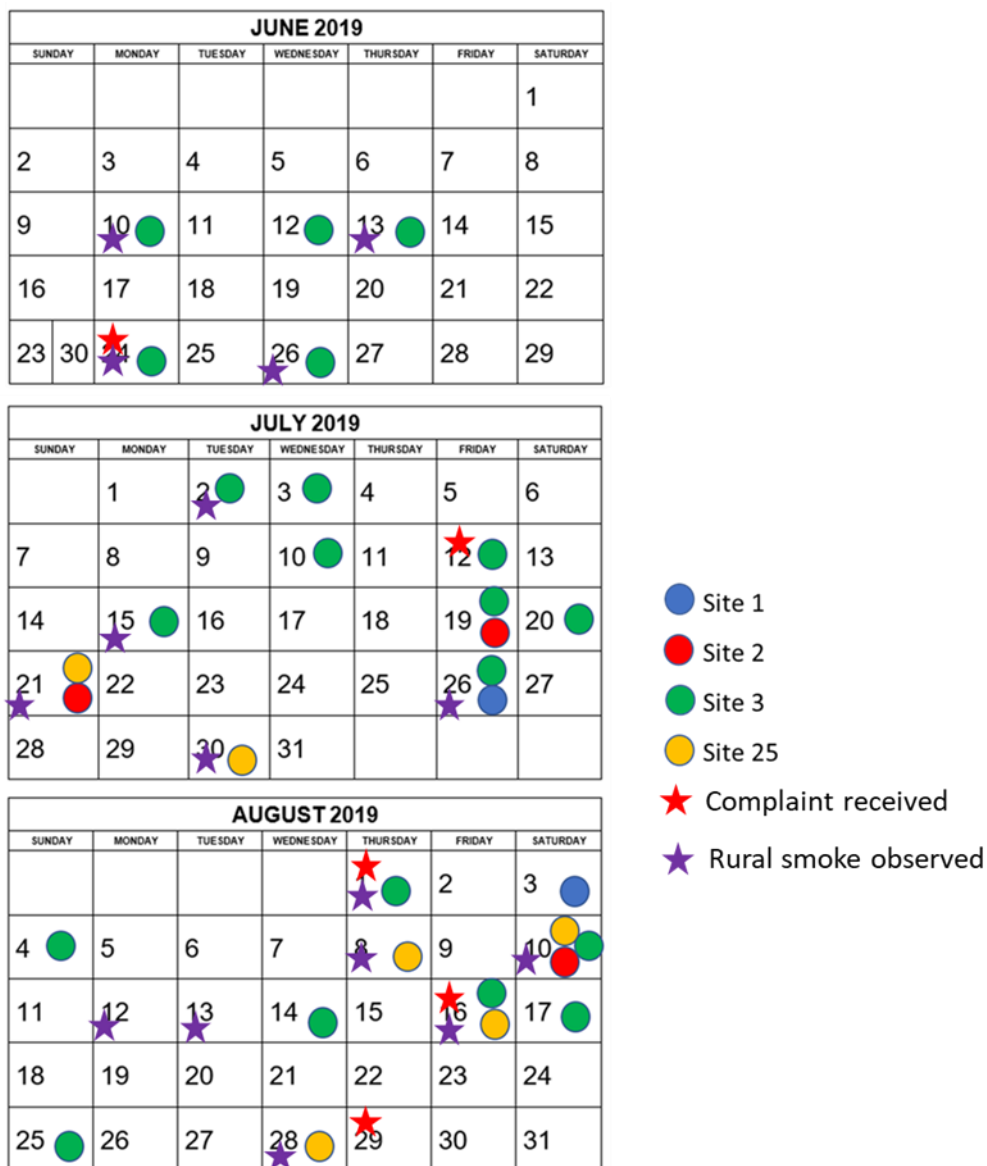 JUNE 2019
SUNDAY MONDAY TUESDAY WEDNESDAY THURSDAY FRIDAY SATURDAY
1
2 3 4 5 6 7 8
9 10 11 12 13 14 15
16 17 18 19 20 21 22
23 30 24 25 26 27 28 29
JULY 2019
SUNDAY MONDAY TUESDAY WEDNESDAY THURSDAY FRIDAY SATURDAY
1 2 3 4 5 6
7 8 9 10 11 12 13
14 15 16 17 18 19 20
21 22 23 24 25 26 27
28 29 30 31
AUGUST 2019
SUNDAY MONDAY TUESDAY WEDNESDAY THURSDAY FRIDAY SATURDAY
1 2 3
4 5 6 7 8 9 10
11 12 13 14 15 16 17
18 19 20 21 22 23 24
25 26 27 28 29 30 31
Site 1
Site 2
Site 3
Site 25
Complaint received
Rural smoke observed